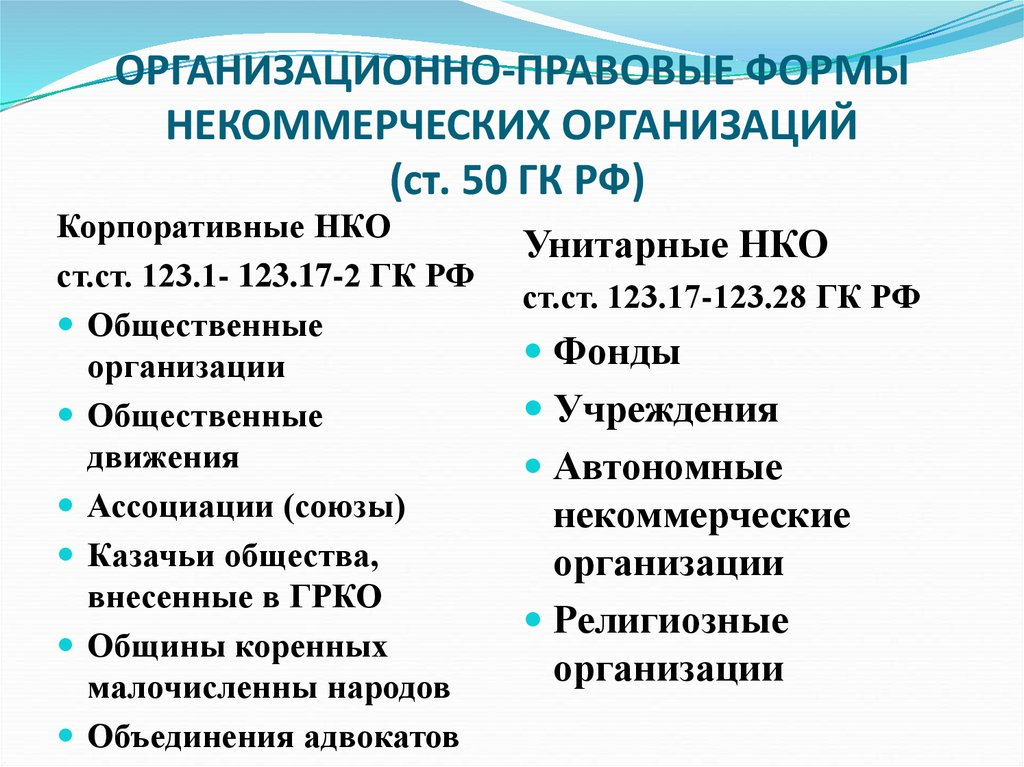 ОРГАНИЗАЦИОННО-ПРАВОВЫЕ ФОРМЫ
НЕКОММЕРЧЕСКИХ ОРГАНИЗАЦИЙ
(ст. 50 ГК РФ)
Корпоративные НКО
ст.ст. 123.1- 123.17-2 ГК РФ
• Общественные
организации
• Общественные
движения
• Ассоциации (союзы)
• Казачьи общества,
внесенные в ГРКО
• Общины коренных
малочисленны народов
• Объединения адвокатов
Унитарные НКО
ст.ст. 123.17-123.28 ГК РФ
• Фонды
• Учреждения
• Автономные
некоммерческие
организации
• Религиозные
организации